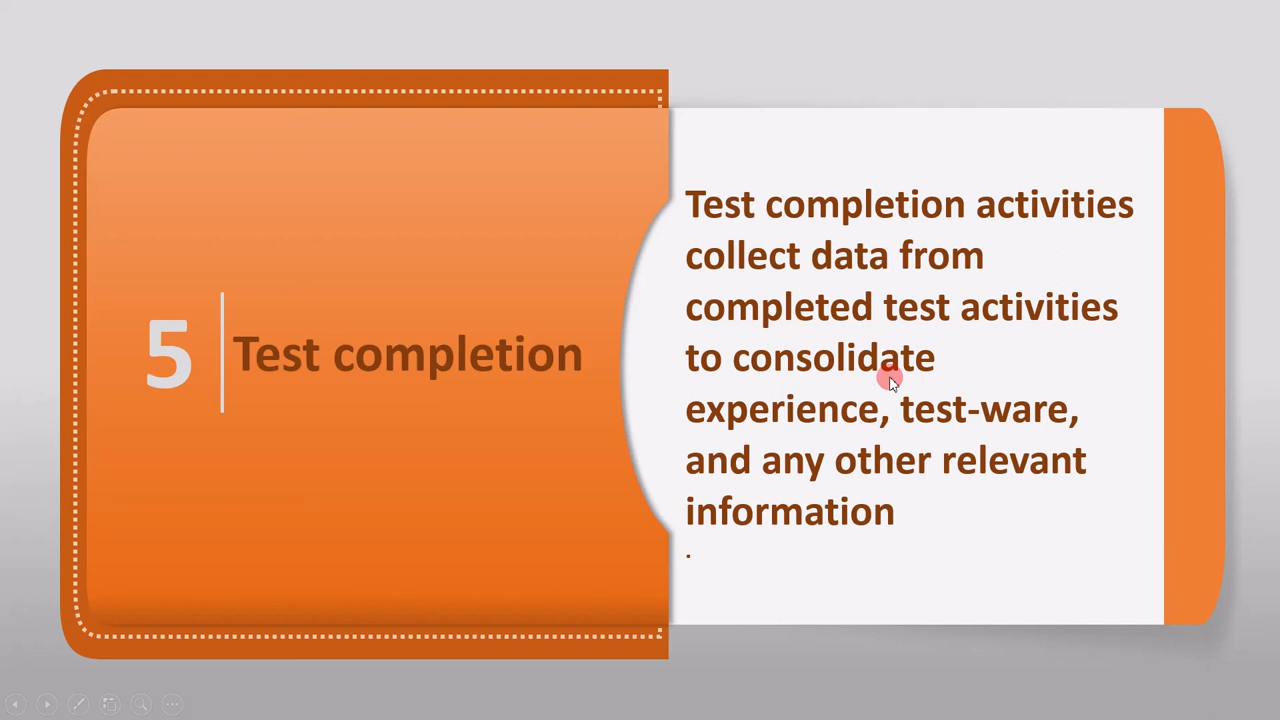 5
Test completion
Test completion activities
collect data from
completed test activities
to consolidate
experience, test-ware,
and any other relevant
information
.